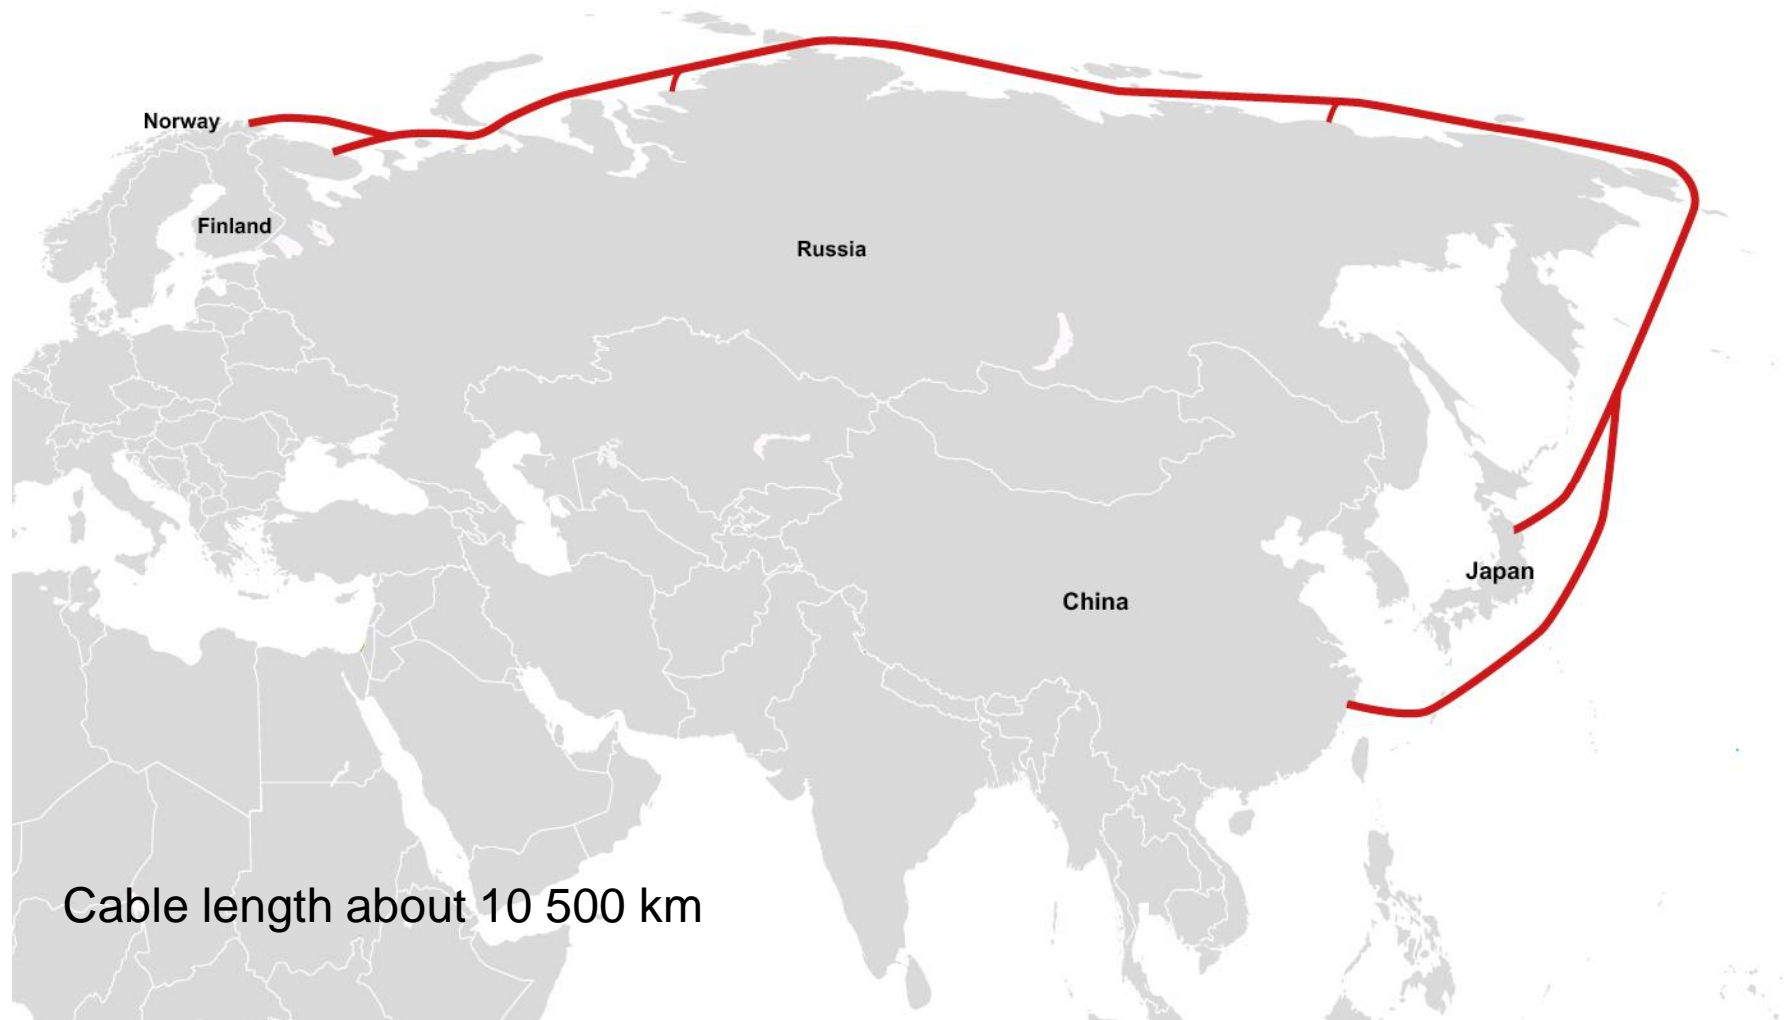 Norway
Finland
Russia
Japan
China
Cable length about 10 500 km